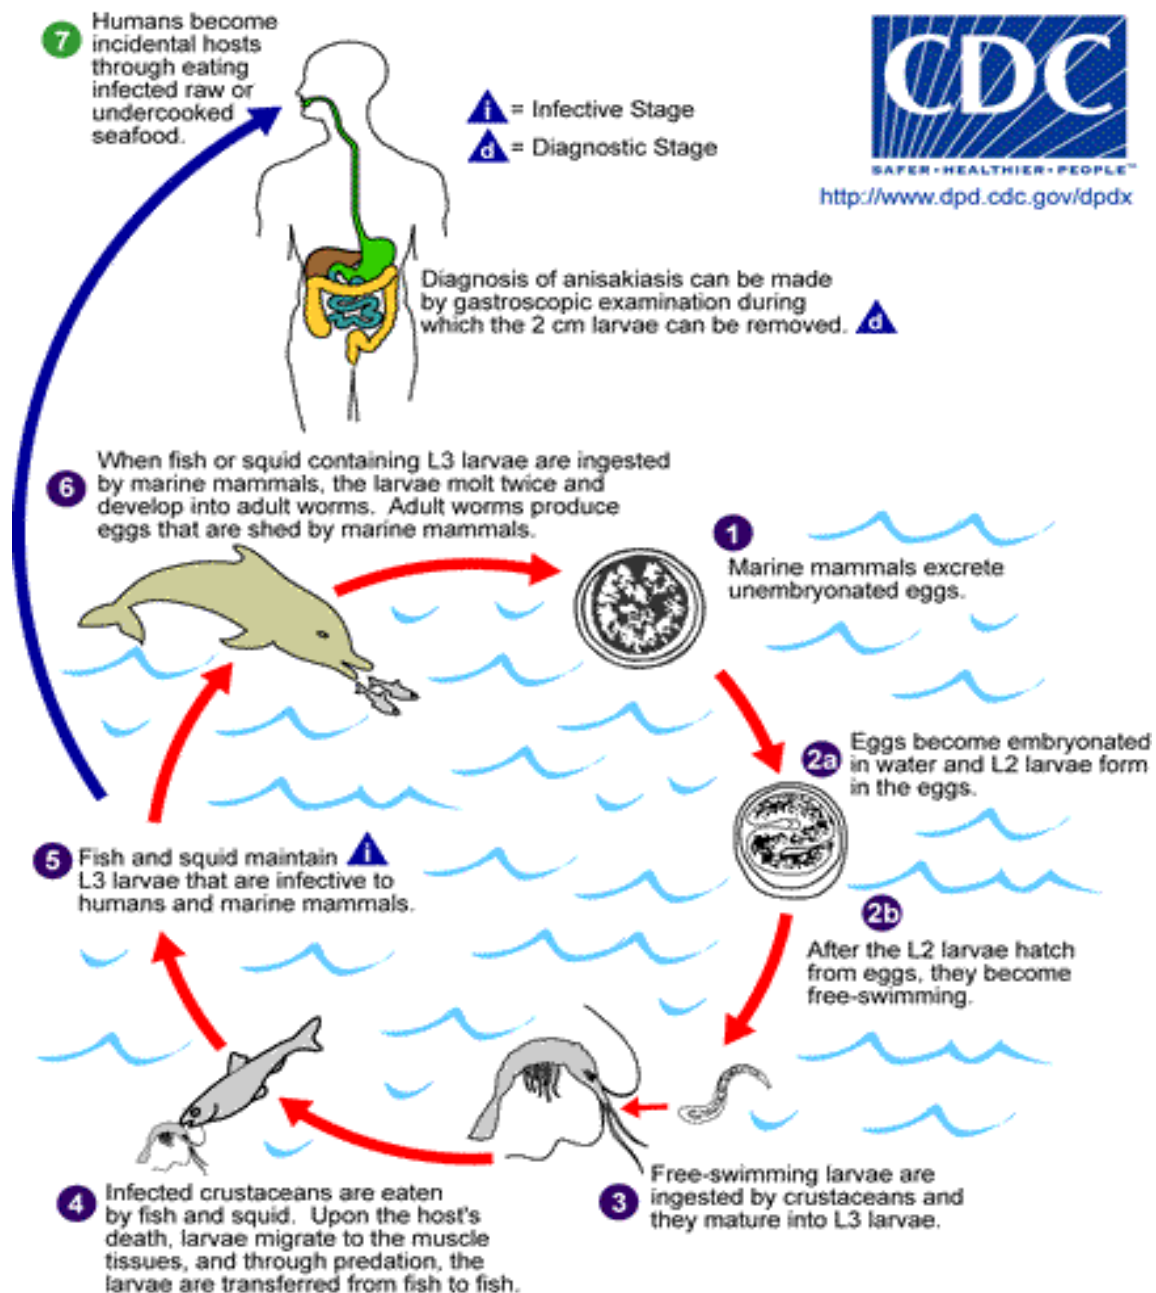 7
Humans become
incidental hosts
through eating
infected raw or
undercooked
seafood.
i = Infective Stage
d = Diagnostic Stage
CDC
SAFER•HEALTHIER•PEOPLE™
http://www.dpd.cdc.gov/dpdx
Diagnosis of anisakiasis can be made
by gastroscopic examination during
which the 2 cm larvae can be removed. d
6
When fish or squid containing L3 larvae are ingested
by marine mammals, the larvae molt twice and
develop into adult worms. Adult worms produce
eggs that are shed by marine mammals.
1
Marine mammals excrete
unembryonated eggs.
2a
Eggs become embryonated
in water and L2 larvae form
in the eggs.
5
Fish and squid maintain i
L3 larvae that are infective to
humans and marine mammals.
2b
After the L2 larvae hatch
from eggs, they become
free-swimming.
3
Free-swimming larvae are
ingested by crustaceans and
they mature into L3 larvae.
4
Infected crustaceans are eaten
by fish and squid. Upon the host's
death, larvae migrate to the muscle
tissues, and through predation, the
larvae are transferred from fish to fish.